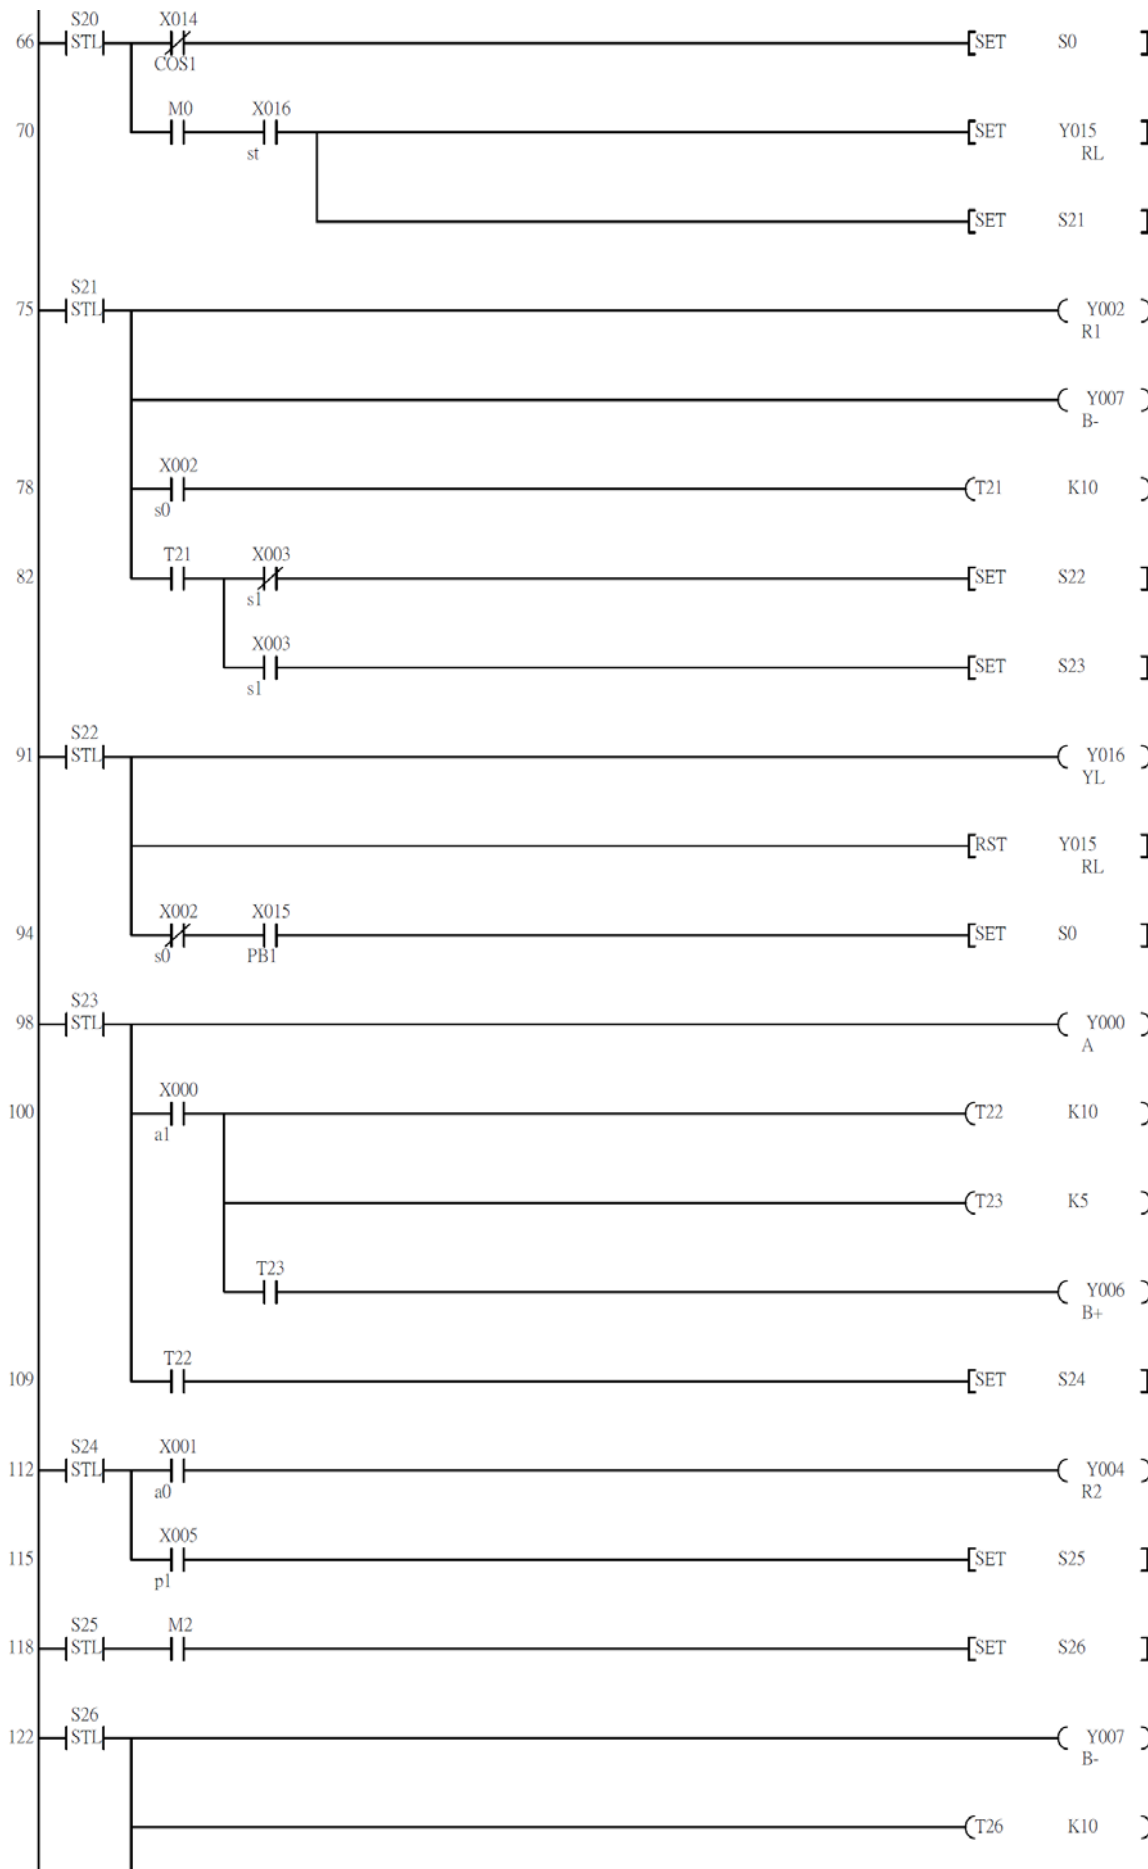 S20 X014
66 STL SET S0
COS1
M0 X016
70 SET Y015
st RL
SET S21
S21
75 STL Y002
R1
Y007
B-
X002
78 T21 K10
s0
T21 X003
82 SET S22
s1
X003
SET S23
s1
S22
91 STL Y016
YL
RST Y015
RL
X002 X015
94 SET S0
s0 PB1
S23
98 STL Y000
A
X000
100 T22 K10
a1
T23 K5
T23
Y006
B+
T22
109 SET S24
S24 X001
112 STL Y004
a0 R2
X005
115 SET S25
p1
S25 M2
118 STL SET S26
S26
122 STL Y007
B-
T26 K10